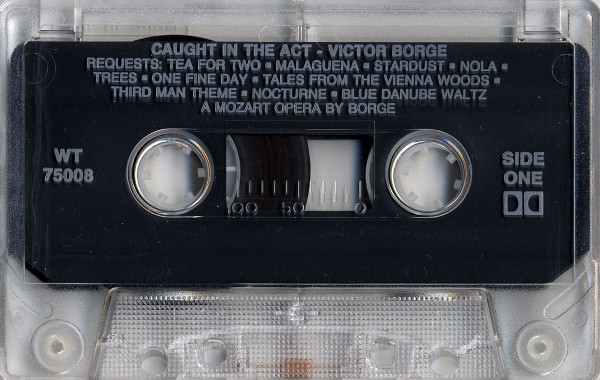 CAUGHT IN THE ACT - VICTOR BORGE
REQUESTS: TEA FOR TWO • MALAGUENA • STARDUST • NOLA •
TREES • ONE FINE DAY • TALES FROM THE VIENNA WOODS •
THIRD MAN THEME • NOCTURNE • BLUE DANUBE WALTZ
A MOZART OPERA BY BORGE
WT
75008
SIDE
ONE
100 50 0